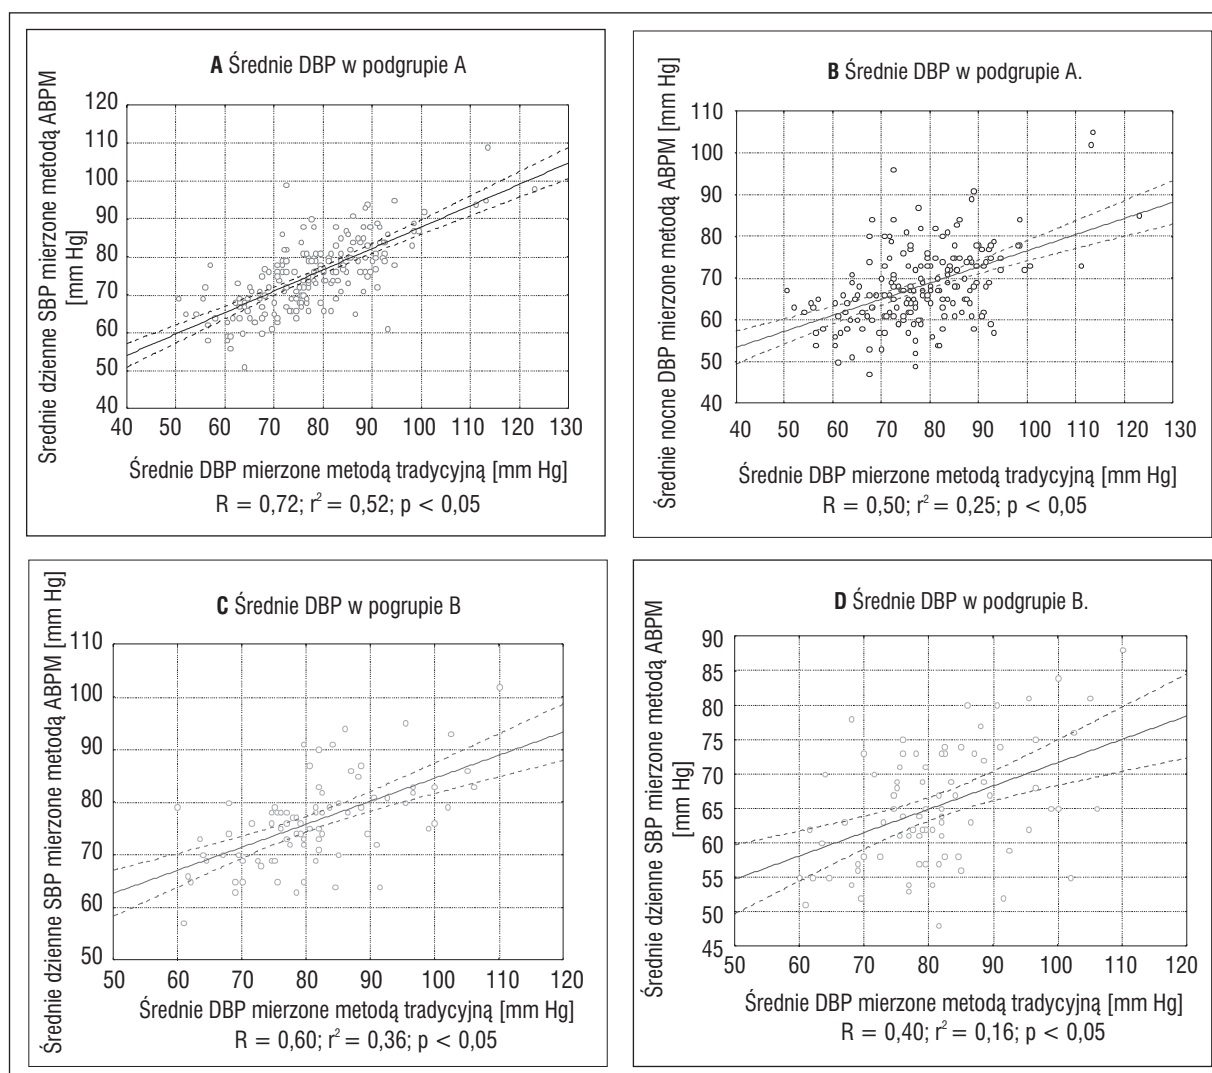 A Średnie DBP w podgrupie A
Średnie dzienne SBP mierzone metodą ABPM
[mm Hg]
120
110
100
90
80
70
60
50
40
40 50 60 70 80 90 100 110 120 130
Średnie DBP mierzone metodą tradycyjną [mm Hg]
R = 0,72; r² = 0,52; p < 0,05
B Średnie DBP w podgrupie A.
Średnie nocne DBP mierzone metodą ABPM [mm Hg]
110
100
90
80
70
60
50
40
40 50 60 70 80 90 100 110 120 130
Średnie DBP mierzone metodą tradycyjną [mm Hg]
R = 0,50; r² = 0,25; p < 0,05
C Średnie DBP w pogrupie B
Średnie dzienne SBP mierzone metodą ABPM [mm Hg]
110
100
90
80
70
60
50
50 60 70 80 90 100 110 120
Średnie DBP mierzone metodą tradycyjną [mm Hg]
R = 0,60; r² = 0,36; p < 0,05
D Średnie DBP w podgrupie B.
Średnie dzienne SBP mierzone metodą ABPM
[mm Hg]
90
85
80
75
70
65
60
55
50
45
50 60 70 80 90 100 110 120
Średnie DBP mierzone metodą tradycyjną [mm Hg]
R = 0,40; r² = 0,16; p < 0,05